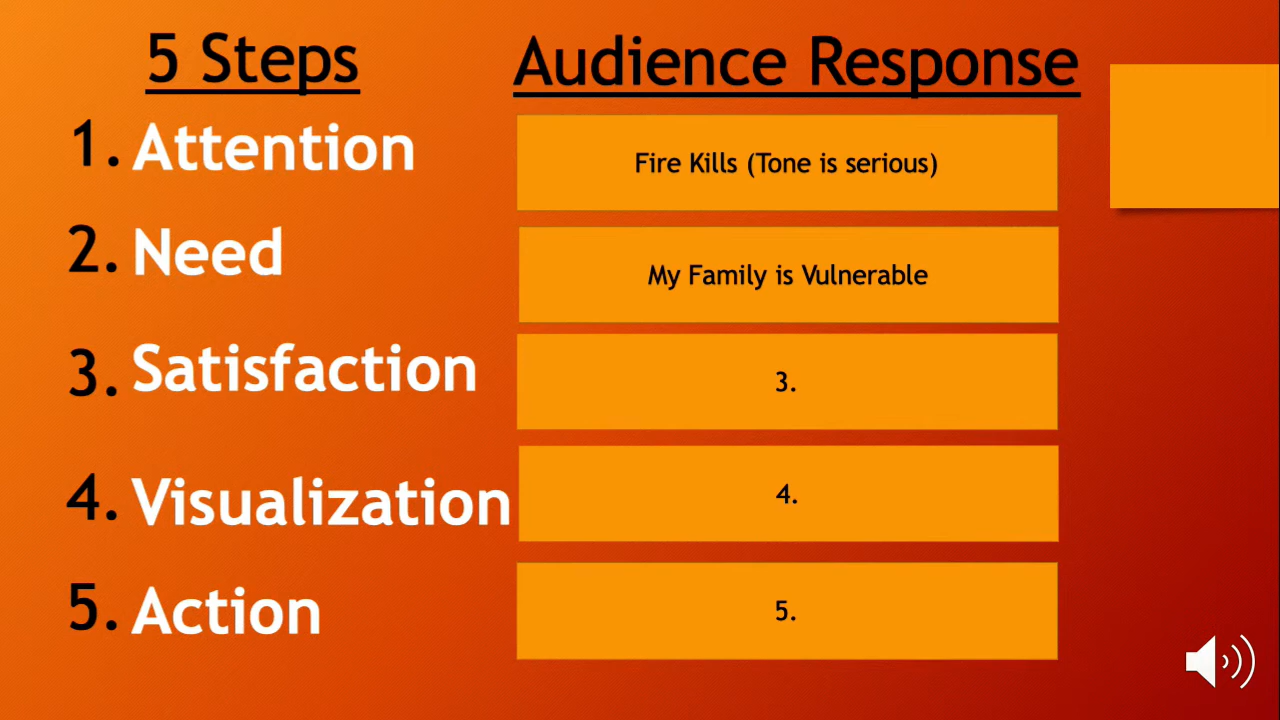 5 Steps
Audience Response
1. Attention
Fire Kills (Tone is serious)
2. Need
My Family is Vulnerable
3. Satisfaction
3.
4. Visualization
4.
5. Action
5.